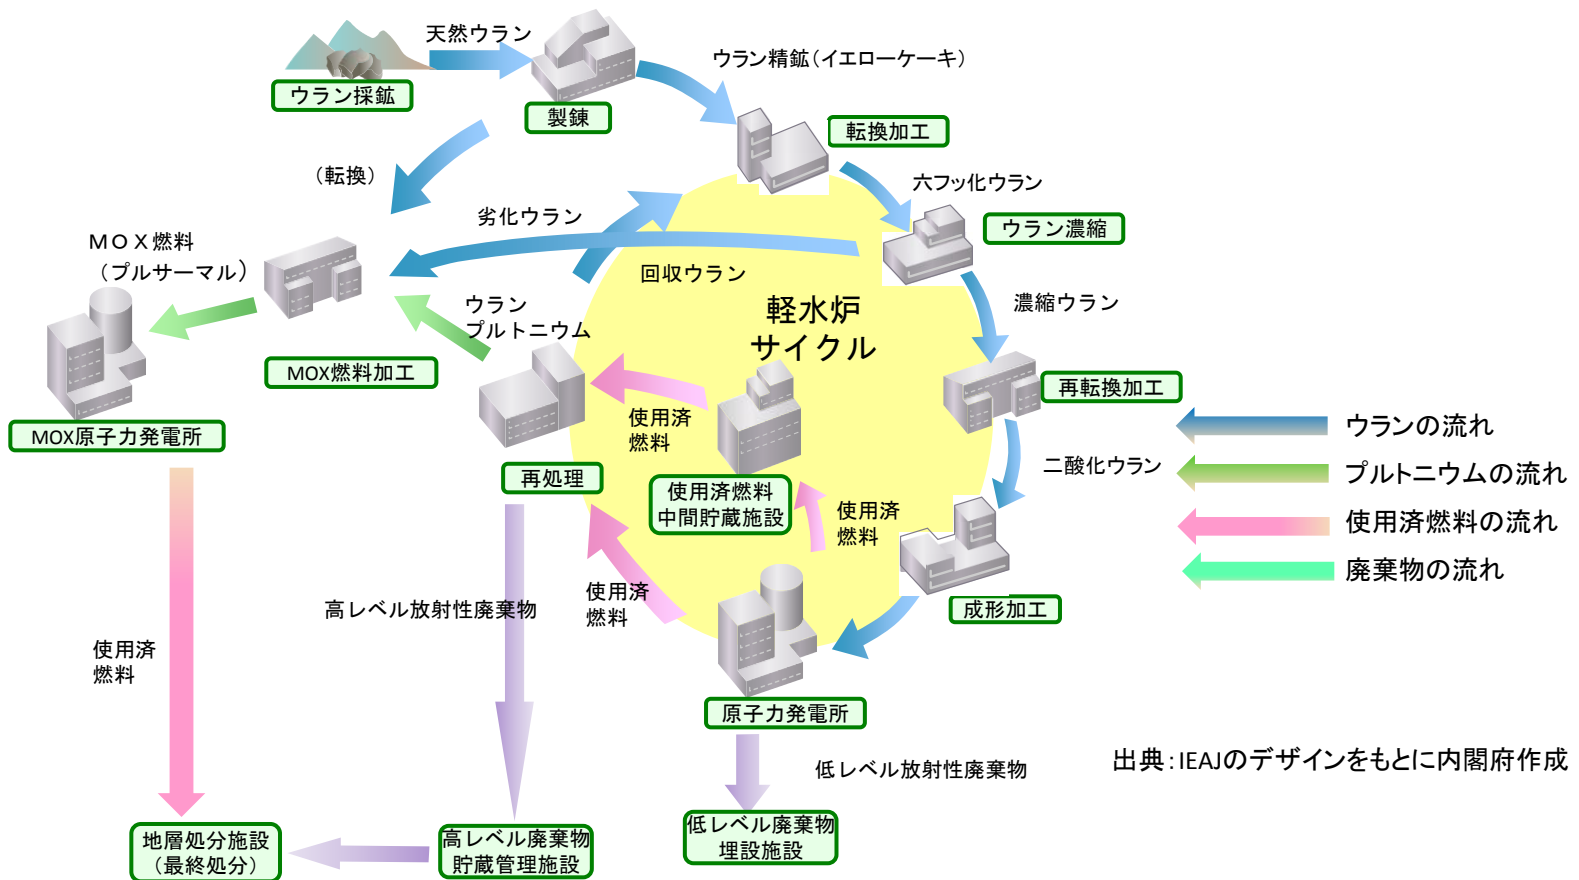 天然ウラン
ウラン採鉱
製錬
ウラン精鉱(イエローケーキ)
転換加工
(転換)
六フッ化ウラン
劣化ウラン
ウラン濃縮
MOX燃料
(プルサーマル)
回収ウラン
ウラン
プルトニウム
濃縮ウラン
軽水炉
サイクル
MOX燃料加工
再転換加工
MOX原子力発電所
使用済
燃料
ウランの流れ
二酸化ウラン
プルトニウムの流れ
再処理
使用済燃料
中間貯蔵施設
使用済
燃料
使用済燃料の流れ
廃棄物の流れ
高レベル放射性廃棄物
使用済
燃料
成形加工
使用済
燃料
原子力発電所
低レベル放射性廃棄物
出典:IEAJのデザインをもとに内閣府作成
地層処分施設
(最終処分)
高レベル廃棄物
貯蔵管理施設
低レベル廃棄物
埋設施設